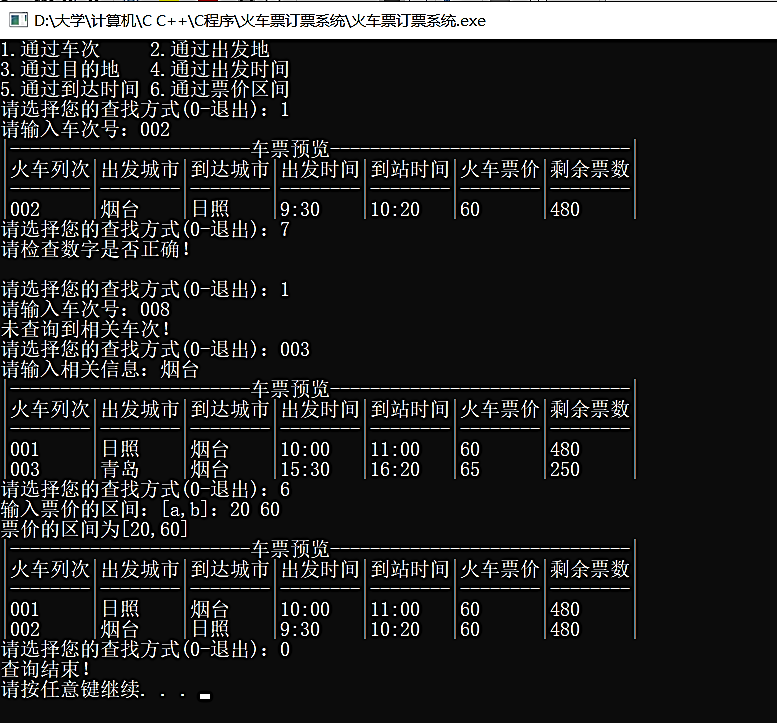 D:\大学\计算机\C C++\C程序\火车票订票系统\火车票订票系统.exe
1.通过车次 2.通过出发地
3.通过目的地 4.通过出发时间
5.通过到达时间 6.通过票价区间
请选择您的查找方式(0-退出): 1
请输入车次号: 002
|------------------------车票预览------------------------------|
|火车列次|出发城市|到达城市|出发时间|到站时间|火车票价|剩余票数|
|--------|--------|--------|--------|--------|--------|--------|
|002|烟台|日照|9:30|10:20|60|480|
请选择您的查找方式(0-退出): 7
请检查数字是否正确!
请选择您的查找方式(0-退出): 1
请输入车次号: 008
未查询到相关车次!
请选择您的查找方式(0-退出): 003
请输入相关信息: 烟台
|------------------------车票预览------------------------------|
|火车列次|出发城市|到达城市|出发时间|到站时间|火车票价|剩余票数|
|--------|--------|--------|--------|--------|--------|--------|
|001|日照|烟台|10:00|11:00|60|480|
|003|青岛|烟台|15:30|16:20|65|250|
请选择您的查找方式(0-退出): 6
输入票价的区间: [a,b]: 20 60
票价的区间为[20,60]
|------------------------车票预览------------------------------|
|火车列次|出发城市|到达城市|出发时间|到站时间|火车票价|剩余票数|
|--------|--------|--------|--------|--------|--------|--------|
|001|日照|烟台|10:00|11:00|60|480|
|002|烟台|日照|9:30|10:20|60|480|
请选择您的查找方式(0-退出): 0
查询结束!
请按任意键继续. . . _